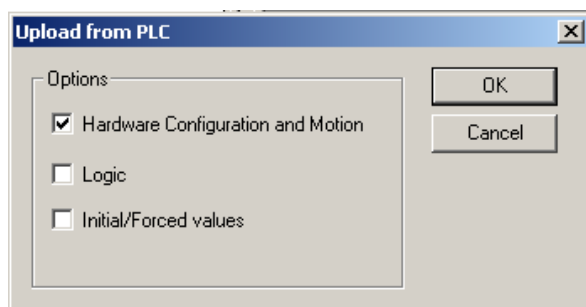 Upload from PLC
Options
OK
Hardware Configuration and Motion
Cancel
Logic
Initial/Forced values